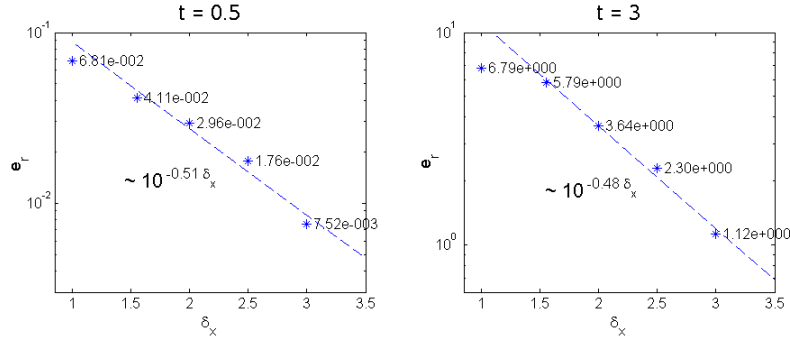 t = 0.5
10^-1
6.81e-002
4.11e-002
2.96e-002
1.76e-002
7.52e-003
e_r
~ 10^-0.51 δ_x
10^-2
1 1.5 2 2.5 3 3.5
δ_x
t = 3
10^1
6.79e+000
5.79e+000
3.64e+000
2.30e+000
1.12e+000
e_r
~ 10^-0.48 δ_x
10^0
1 1.5 2 2.5 3 3.5
δ_x